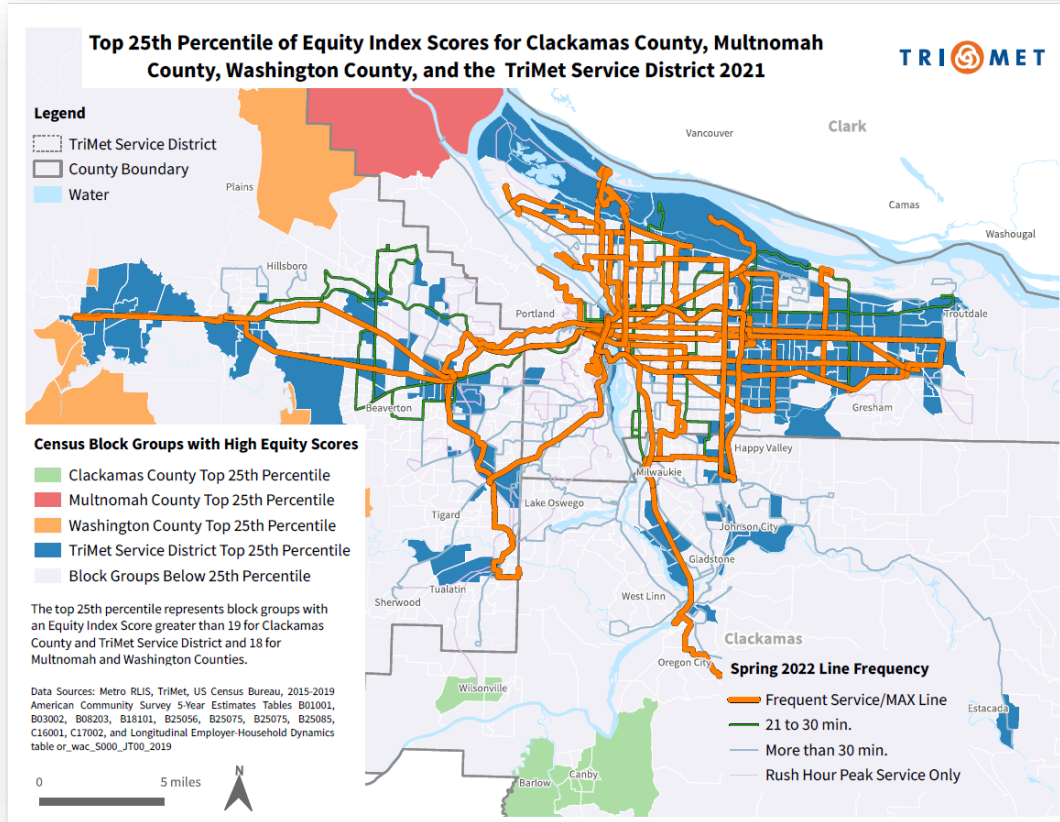 Top 25th Percentile of Equity Index Scores for Clackamas County, Multnomah
County, Washington County, and the TriMet Service District 2021
TRIMET
Legend
TriMet Service District
County Boundary
Water
Vancouver
Clark
Plains
Camas
Washougal
Hillsboro
Portland
Troutdale
Beaverton
Gresham
Happy Valley
Milwaukie
Lake Oswego
Tigard
Johnson City
Gladstone
Tualatin
Sherwood
West Linn
Clackamas
Oregon City
Wilsonville
Estacada
Canby
Barlow
Census Block Groups with High Equity Scores
Clackamas County Top 25th Percentile
Multnomah County Top 25th Percentile
Washington County Top 25th Percentile
TriMet Service District Top 25th Percentile
Block Groups Below 25th Percentile
The top 25th percentile represents block groups with
an Equity Index Score greater than 19 for Clackamas
County and TriMet Service District and 18 for
Multnomah and Washington Counties.
Data Sources: Metro RLIS, TriMet, US Census Bureau, 2015-2019
American Community Survey 5-Year Estimates Tables B01001,
B03002, B08203, B18101, B25056, B25075, B25075, B25085,
C16001, C17002, and Longitudinal Employer-Household Dynamics
table or_wac_S000_JT00_2019
0 5 miles
N
Spring 2022 Line Frequency
Frequent Service/MAX Line
21 to 30 min.
More than 30 min.
Rush Hour Peak Service Only